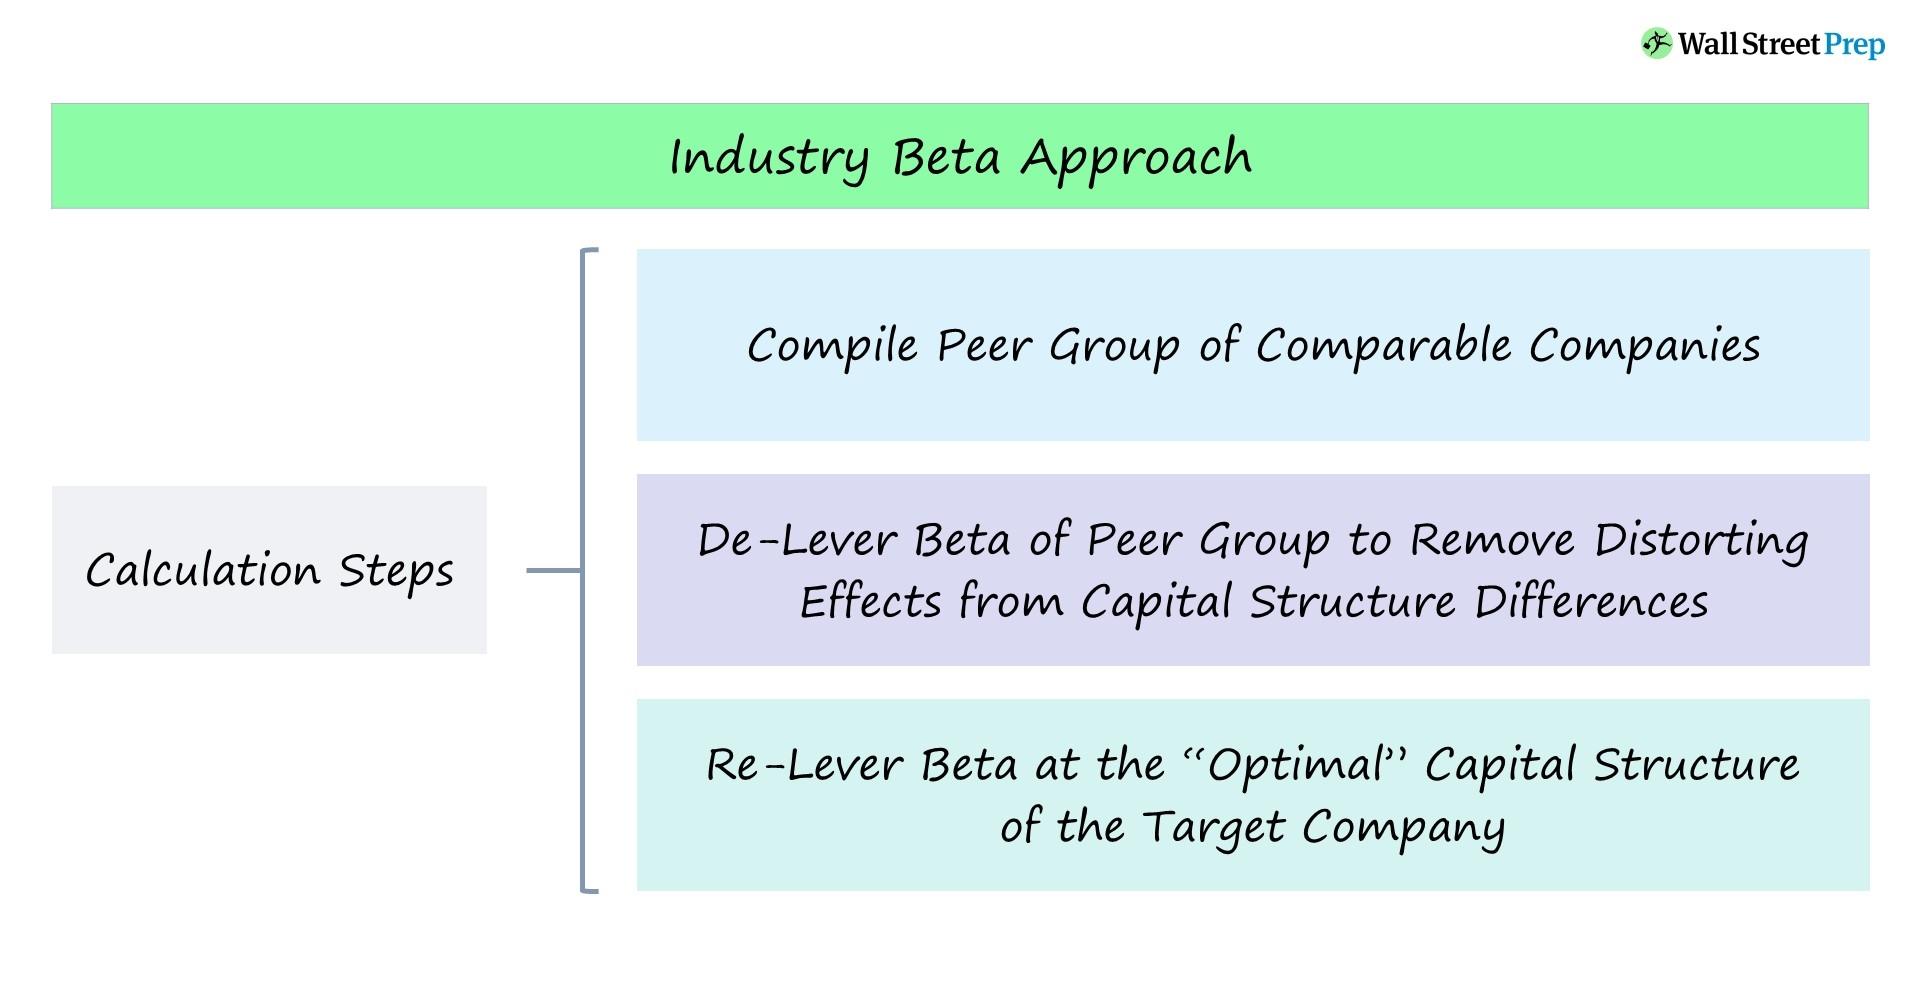 Wall Street Prep
Industry Beta Approach
Calculation Steps
Compile Peer Group of Comparable Companies
De-Lever Beta of Peer Group to Remove Distorting
Effects from Capital Structure Differences
Re-Lever Beta at the “Optimal” Capital Structure
of the Target Company